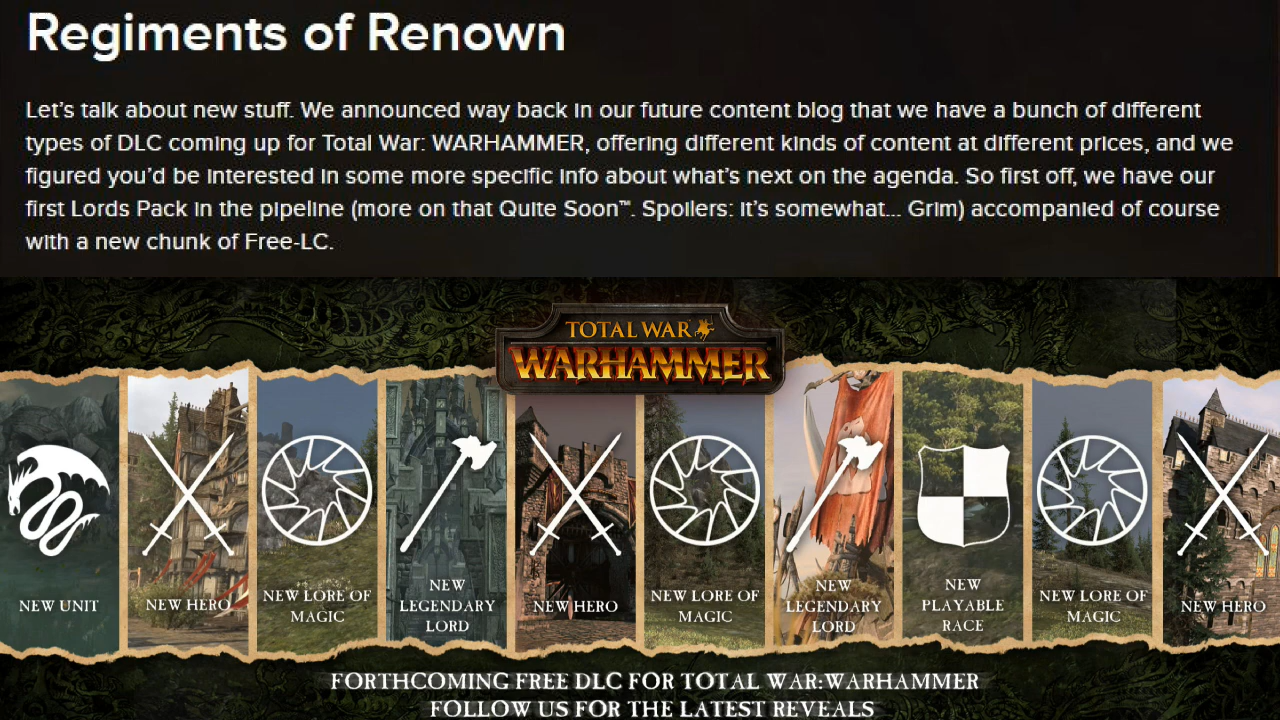 Regiments of Renown
Let's talk about new stuff. We announced way back in our future content blog that we have a bunch of different
types of DLC coming up for Total War: WARHAMMER, offering different kinds of content at different prices, and we
figured you'd be interested in some more specific info about what's next on the agenda. So first off, we have our
first Lords Pack in the pipeline (more on that Quite Soon™. Spoilers: it's somewhat... Grim) accompanied of course
with a new chunk of Free-LC.
TOTAL WAR
WARHAMMER
NEW UNIT
NEW HERO
NEW LORE OF
MAGIC
NEW
LEGENDARY
LORD
NEW HERO
NEW LORE OF
MAGIC
NEW
LEGENDARY
LORD
NEW
PLAYABLE
RACE
NEW LORE OF
MAGIC
NEW HERO
FORTHCOMING FREE DLC FOR TOTAL WAR:WARHAMMER
FOLLOW US FOR THE LATEST REVEALS